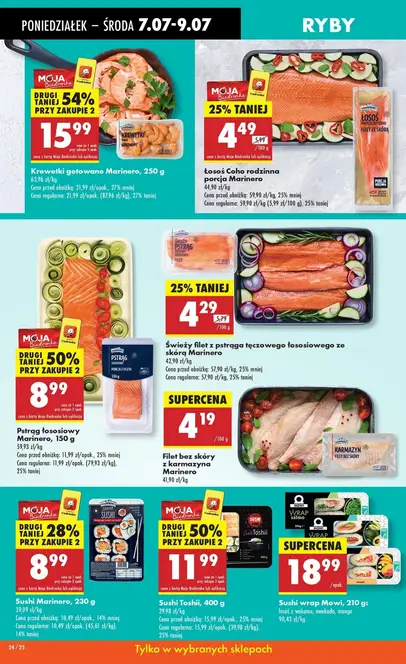 PONIEDZIAŁEK – ŚRODA 7.07-9.07
RYBY
MOJA
Biedronka
DRUGI
TANIEJ 54%
PRZY ZAKUPIE 2
15.99
Krewetki gotowane Marinero, 250 g
63,96 zł/kg
Cena przed obniżką: 21,99 zł/opak., 27% mniej
Cena regularna: 21,99 zł/opak. (87,96 zł/kg), 27% taniej
MOJA
Biedronka
25% TANIEJ
4.49
5,99
/100 g
Łosoś Coho rodzinna
porcja Marinero
44,90 zł/kg
Cena przed obniżką: 59,90 zł/kg, 25% mniej
Cena regularna: 59,90 zł/kg (5,99 zł/100 g), 25% taniej
ŁOSOŚ
MOJA
Biedronka
DRUGI
TANIEJ 50%
PRZY ZAKUPIE 2
8.99
PSTRĄG
Pstrąg łososiowy
Marinero, 150 g
59,93 zł/kg
Cena przed obniżką: 11,99 zł/opak., 25% mniej
Cena regularna: 11,99 zł/opak. (79,93 zł/kg),
25% taniej
25% TANIEJ
4.29
5,79
/100 g
Świeży filet z pstrąga tęczowego łososiowego ze
skórą Marinero
42,90 zł/kg
Cena przed obniżką: 57,90 zł/kg, 25% mniej
Cena regularna: 57,90 zł/kg, 25% taniej
SUPERCENA
4.19
/100 g
Filet bez skóry
z karmazyna
Marinero
41,90 zł/kg
KARMAZYN
FILET BEZ SKÓRY
MOJA
Biedronka
DRUGI
TANIEJ 28%
PRZY ZAKUPIE 2
8.99
Sushi Marinero, 230 g
39,09 zł/kg
Cena przed obniżką: 10,49 zł/opak., 14% mniej
Cena regularna: 10,49 zł/opak. (45,61 zł/kg),
14% taniej
MOJA
Biedronka
DRUGI
TANIEJ 50%
PRZY ZAKUPIE 2
11.99
Sushi Toshii, 400 g
29,98 zł/kg
Cena przed obniżką: 15,99 zł/opak., 25% mniej
Cena regularna: 15,99 zł/opak. (39,98 zł/kg),
25% taniej
WRAP
SUPERCENA
18.99
/opak
Sushi wrap Mowi, 210 g:
łosoś z wakame, awokado, mango
90,43 zł/kg
24/25
Tylko w wybranych sklepach